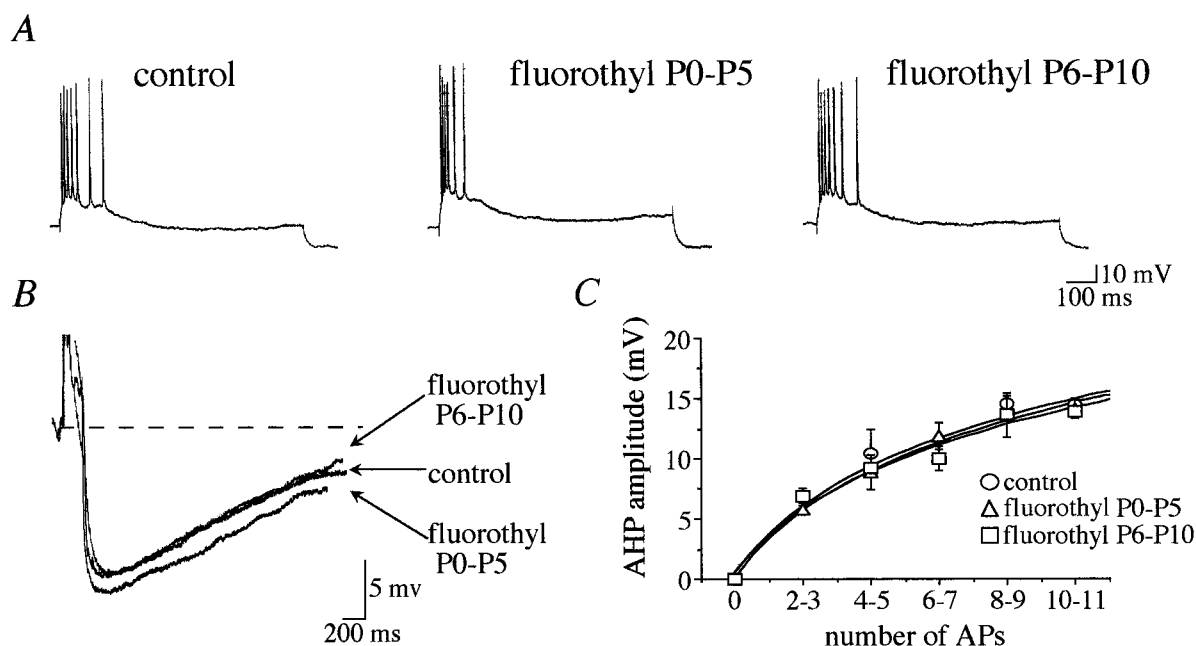 A
control
fluorothyl P0-P5
fluorothyl P6-P10
10 mV
100 ms
B
fluorothyl
P6-P10
control
fluorothyl
P0-P5
5 mv
200 ms
C
AHP amplitude (mV)
20
15
10
5
0
0 2-3 4-5 6-7 8-9 10-11
number of APs
control
fluorothyl P0-P5
fluorothyl P6-P10